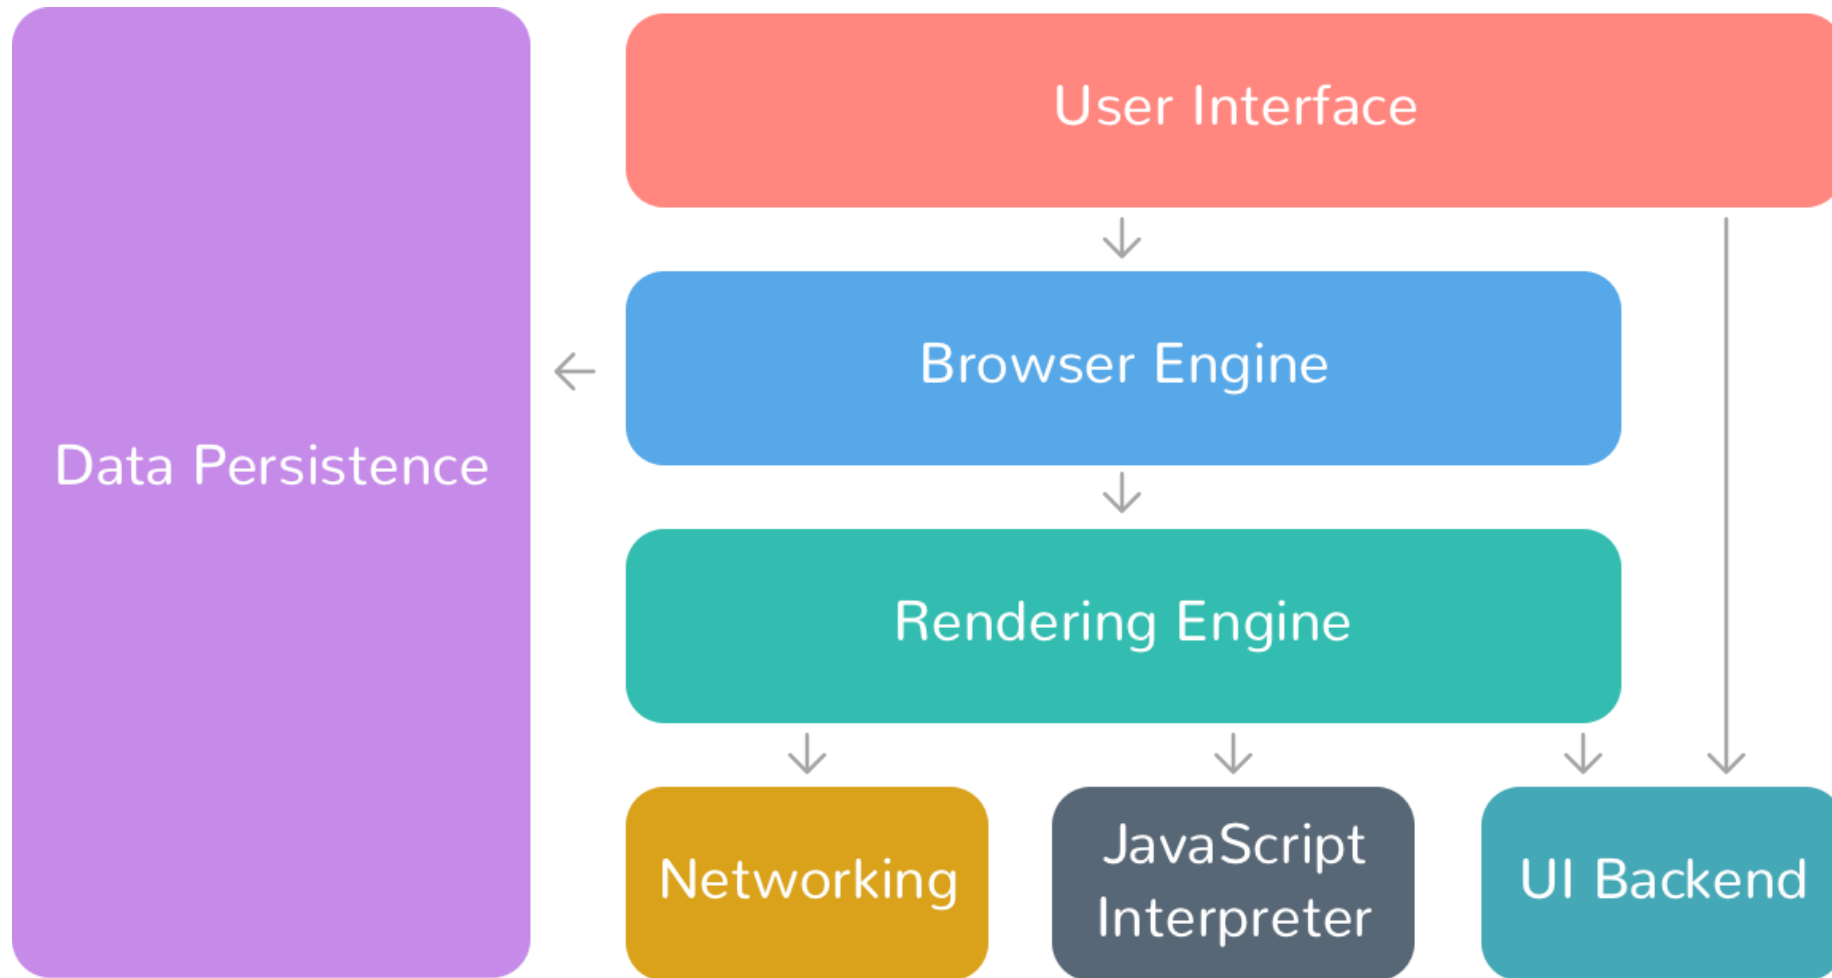 User Interface
Browser Engine
Data Persistence
Rendering Engine
Networking
JavaScript
Interpreter
UI Backend